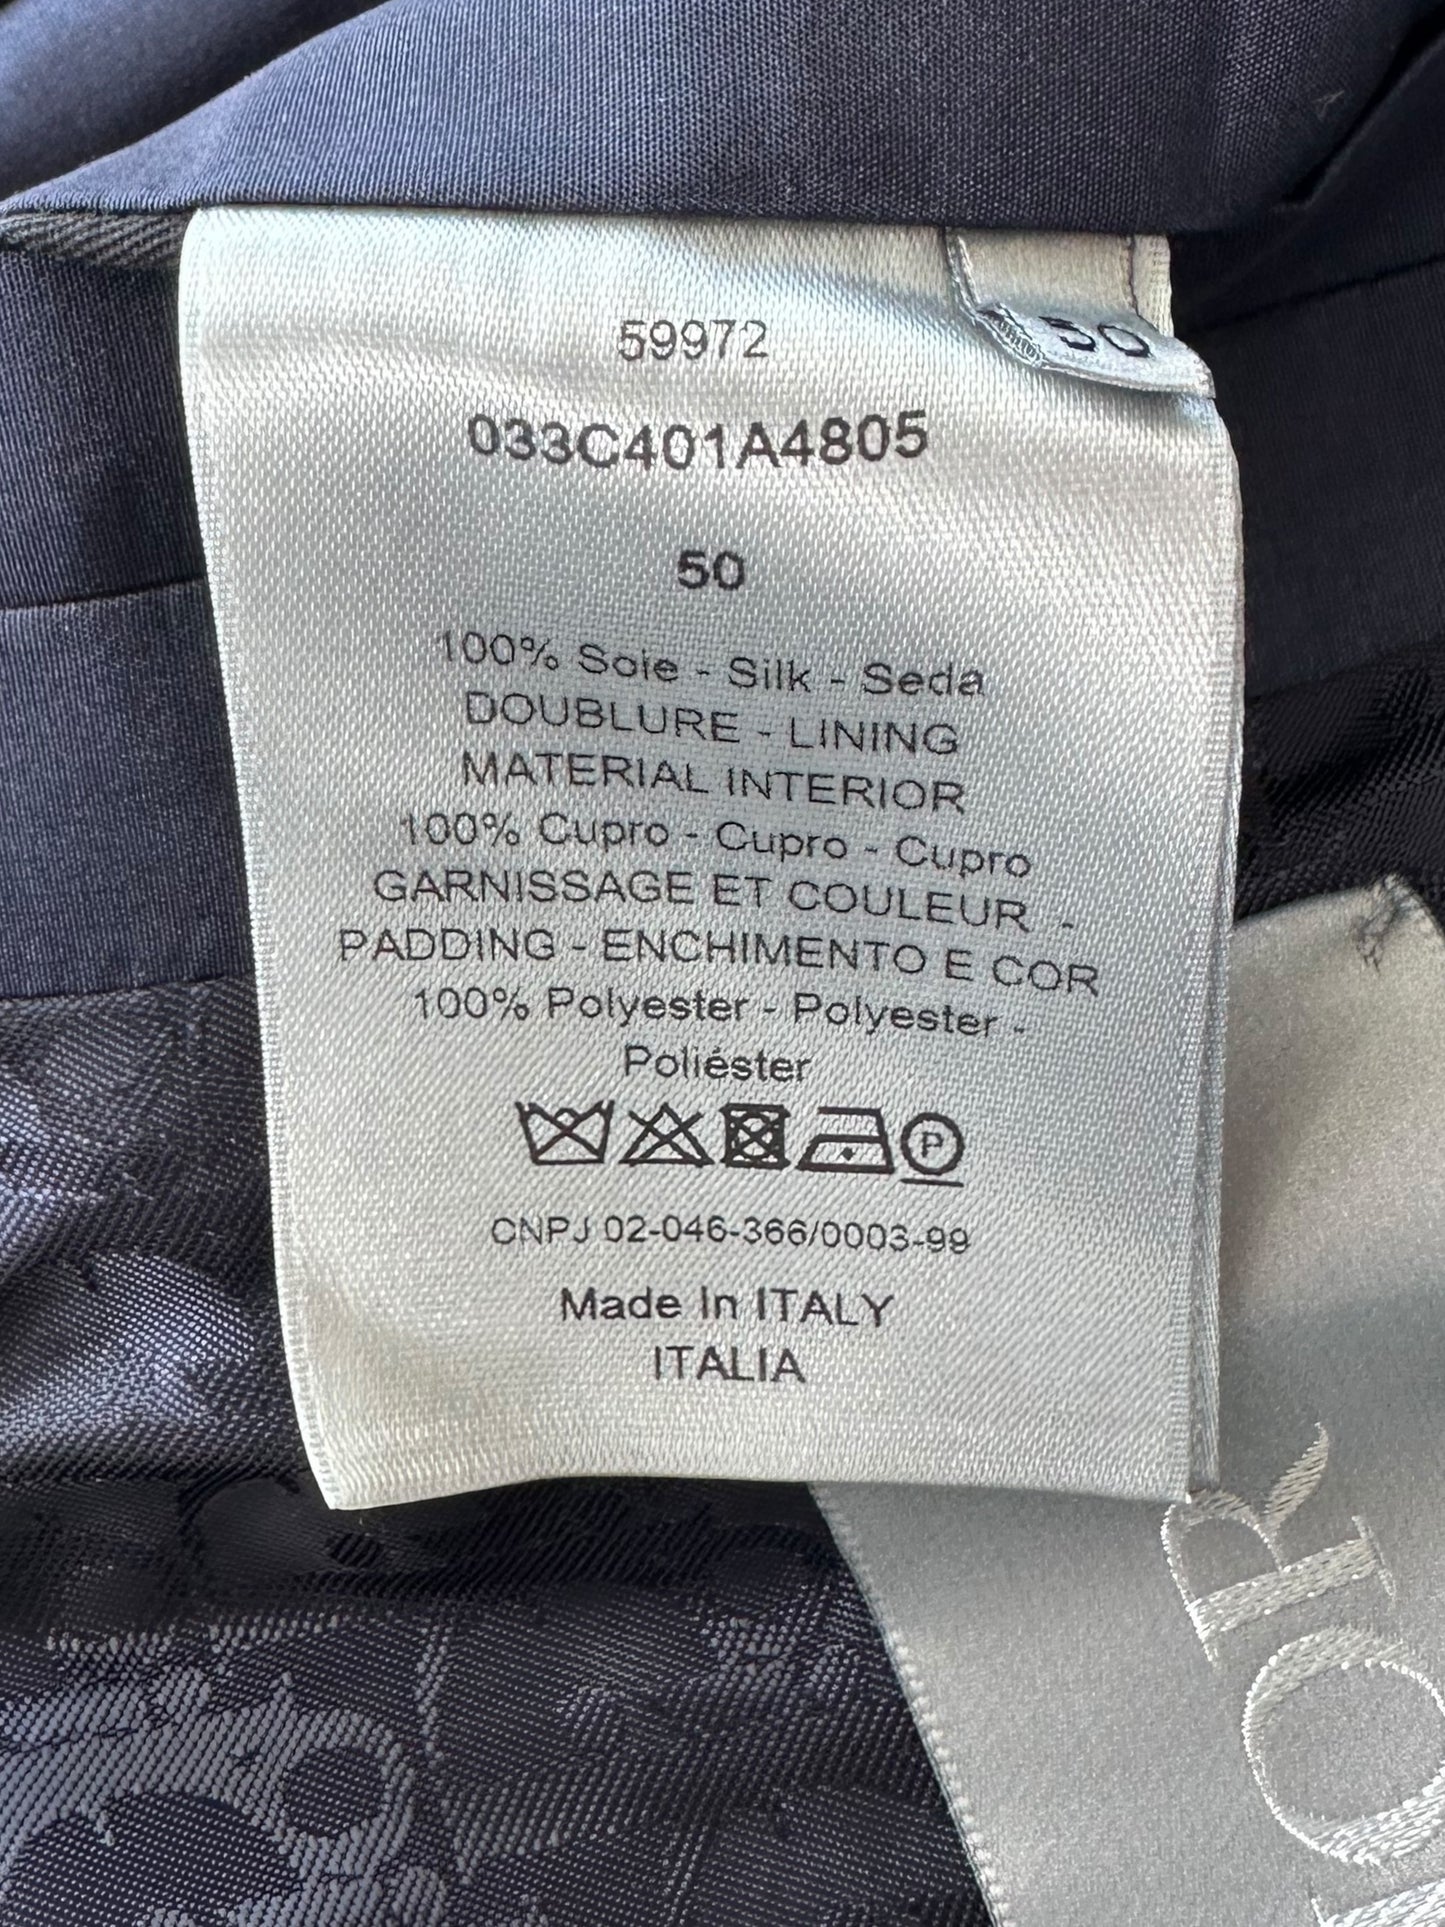 59972
50
033C401A4805
50
100% Soie - Silk - Seda
DOUBLURE - LINING
MATERIAL INTERIOR
100% Cupro - Cupro - Cupro
GARNISSAGE ET COULEUR -
PADDING - ENCHIMENTO E COR
100% Polyester - Polyester -
Poliéster
P
CNPJ 02-046-366/0003-99
Made In ITALY
ITALIA
IOR